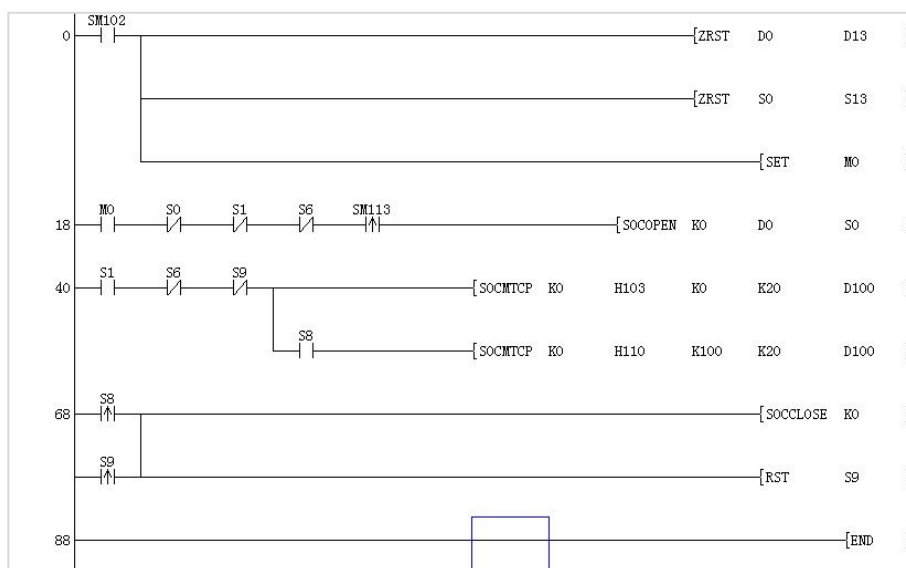 SM102
0 [ZRST D0 D13
[ZRST S0 S13
[SET M0
M0 S0 S1 S6 SM113
18 [SOCOPEN K0 D0 S0
S1 S6 S9
40 [SOCMTCP K0 H103 K0 K20 D100
S8
[SOCMTCP K0 H110 K100 K20 D100
S8
68 [SOCCLOSE K0
S9
[RST S9
88 [END